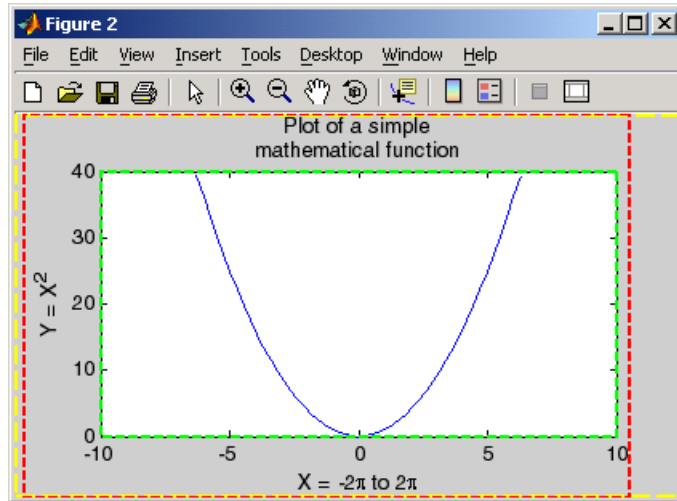 Figure 2
File Edit View Insert Tools Desktop Window Help
Plot of a simple
mathematical function
40
30
20
10
0
Y = X²
-10 -5 0 5 10
X = -2π to 2π